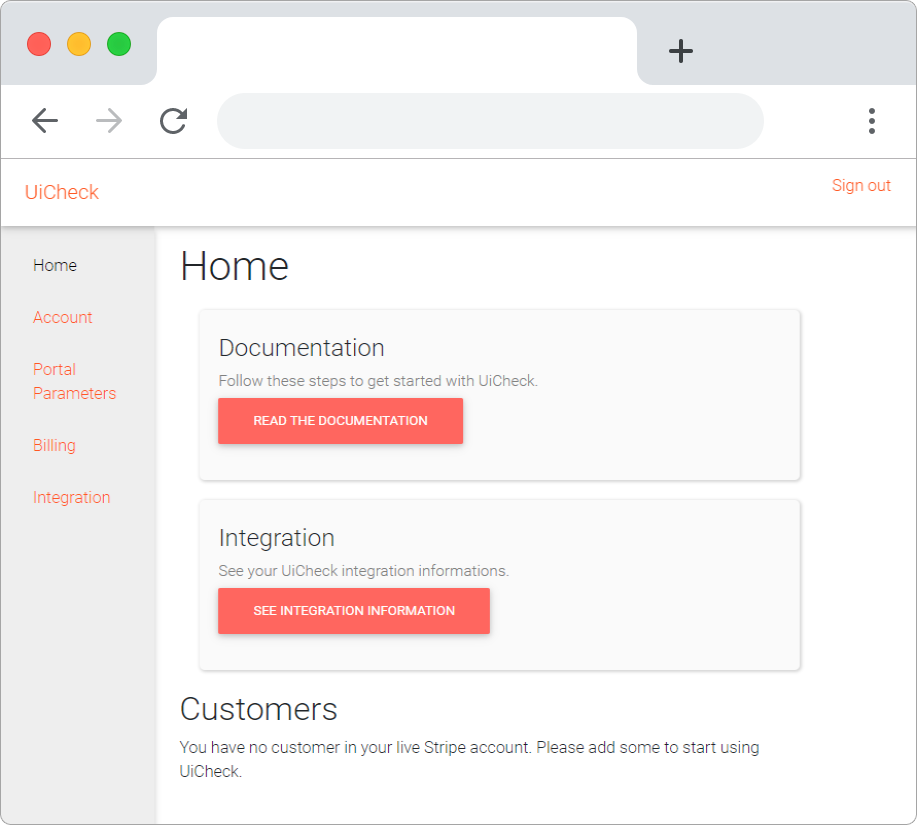 UiCheck
Sign out
Home
Account
Portal
Parameters
Billing
Integration
Home
Documentation
Follow these steps to get started with UiCheck.
READ THE DOCUMENTATION
Integration
See your UiCheck integration informations.
SEE INTEGRATION INFORMATION
Customers
You have no customer in your live Stripe account. Please add some to start using
UiCheck.